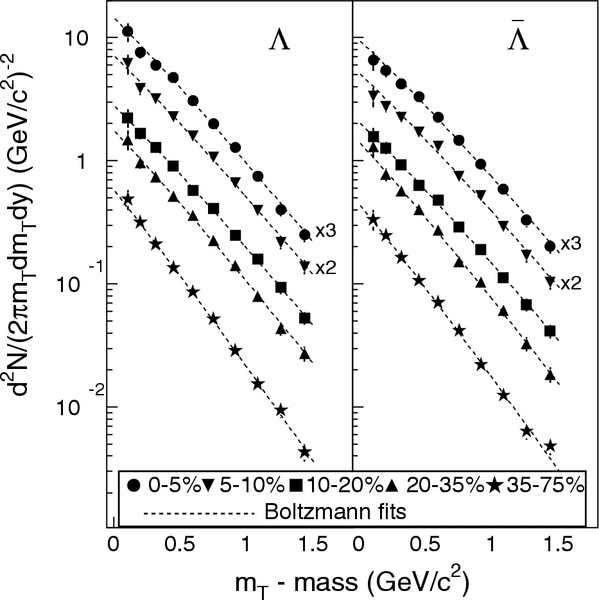 d²N/(2πm_T dm_T dy) (GeV/c²)⁻²
Λ
Λ̄
10
1
10⁻¹
10⁻²
x3
x2
x3
x2
0-5% 5-10% 10-20% 20-35% 35-75%
Boltzmann fits
0 0.5 1 1.5 0 0.5 1 1.5
m_T - mass (GeV/c²)